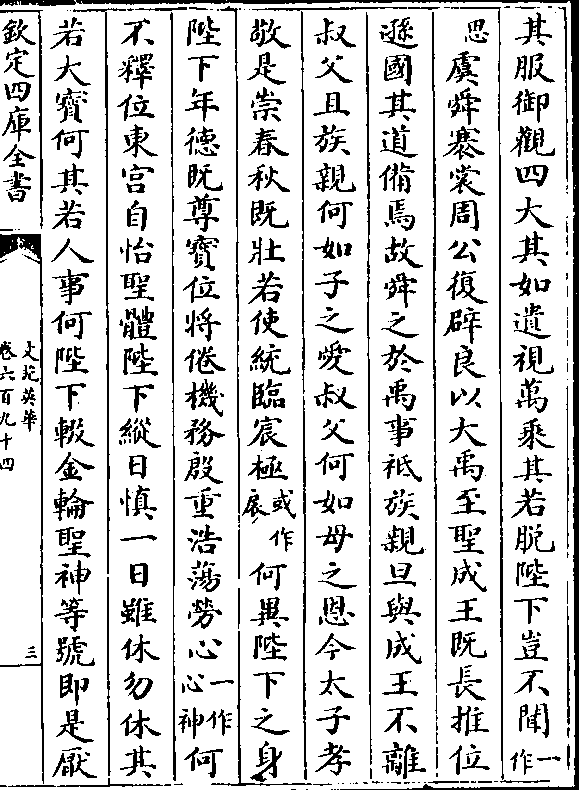 其服御觀四大其如遺視萬乘其若脫陛下豈不聞一作
思虞舜褰裳周公復辟良以大禹至聖成王既長推位
遜國其道備焉故舜之於禹事祗族親旦與成王不離
叔父且族親何如子之愛叔父何如母之恩今太子孝
敬是崇春秋既壯若使統臨宸極或作扆何異陛下之身
陛下年德既尊寶位將倦機務殷重浩蕩勞心一作心神何
不釋位東宮自怡聖體陛下縱日慎一日雖休勿休其
若大寶何其若人事何陛下輟金輪聖神等號即是厭
欽定四庫全書
文苑英華
卷六百九十四
三